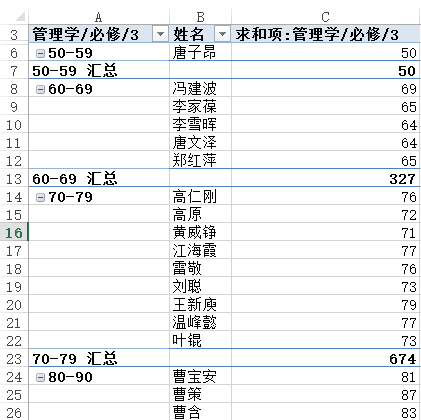 A B C
3 管理学/必修/3 姓名 求和项:管理学/必修/3
6 50-59 唐子昂 50
7 50-59 汇总 50
8 60-69 冯建波 69
9 李家葆 65
10 李雪晖 64
11 唐文泽 64
12 郑红萍 65
13 60-69 汇总 327
14 70-79 高仁刚 76
15 高原 72
16 黄威铮 71
17 江海霞 77
18 雷敬 76
19 刘聪 73
20 王新庾 79
21 温峰懿 77
22 叶锟 73
23 70-79 汇总 674
24 80-90 曹宝安 81
25 曹策 87
26 曹含 83